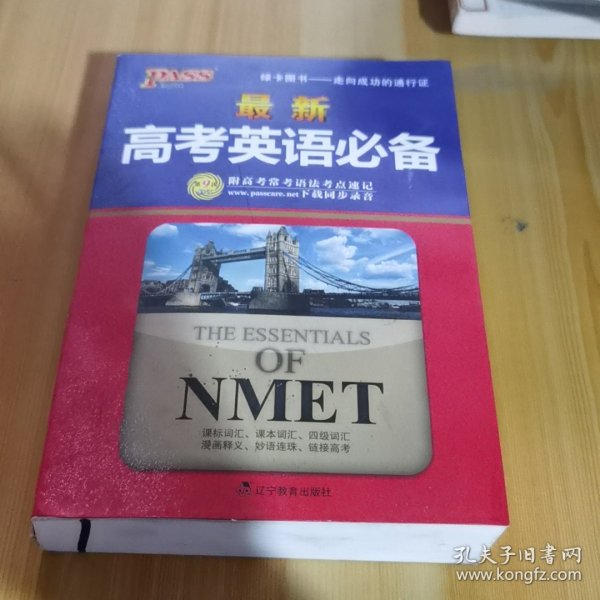 PASS
绿卡图书——走向成功的通行证
最新
高考英语必备
第9次
附高考常考语法考点速记
www.passcare.net下载同步录音
THE ESSENTIALS
OF
NMET
课标词汇、课本词汇、四级词汇
漫画释义、妙语连珠、链接高考
辽宁教育出版社
孔夫子旧书网
www.kongfz.com